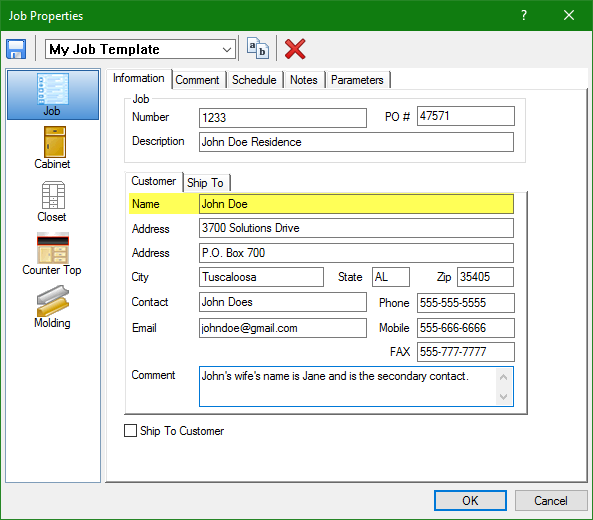 Job Properties ?
My Job Template a b
Information Comment Schedule Notes Parameters
Job
Cabinet
Closet
Counter Top
Molding
Job
Number 1233 PO # 47571
Description John Doe Residence
Customer Ship To
Name John Doe
Address 3700 Solutions Drive
Address P.O. Box 700
City Tuscaloosa State AL Zip 35405
Contact John Does Phone 555-555-5555
Email johndoe@gmail.com Mobile 555-666-6666
FAX 555-777-7777
Comment John's wife's name is Jane and is the secondary contact.
Ship To Customer
OK Cancel